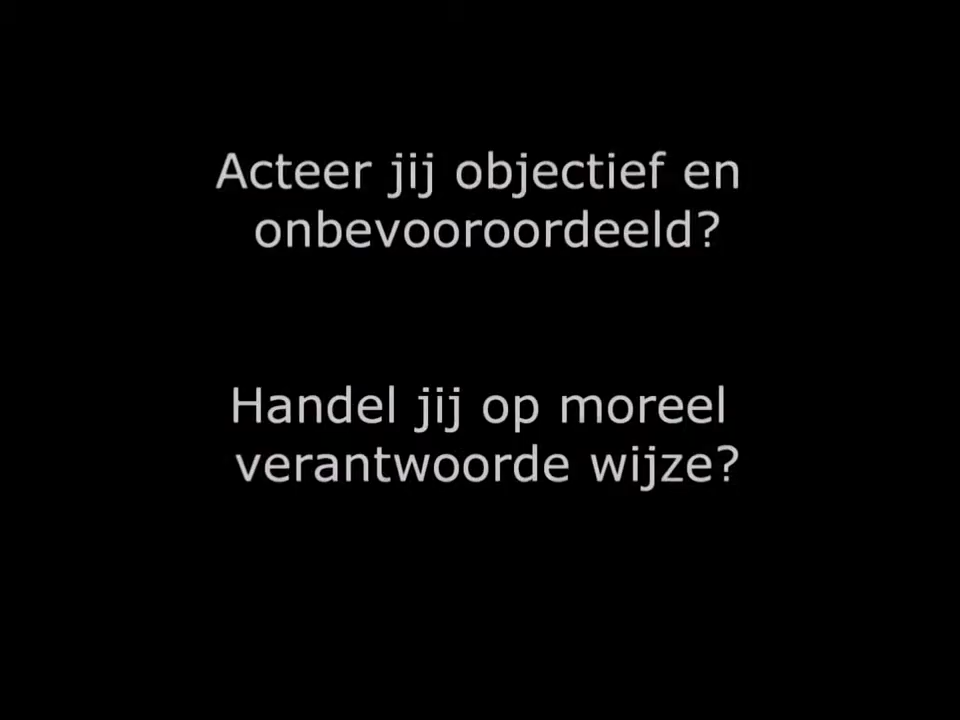 Acteer jij objectief en
onbevooroordeeld?
Handel jij op moreel
verantwoorde wijze?